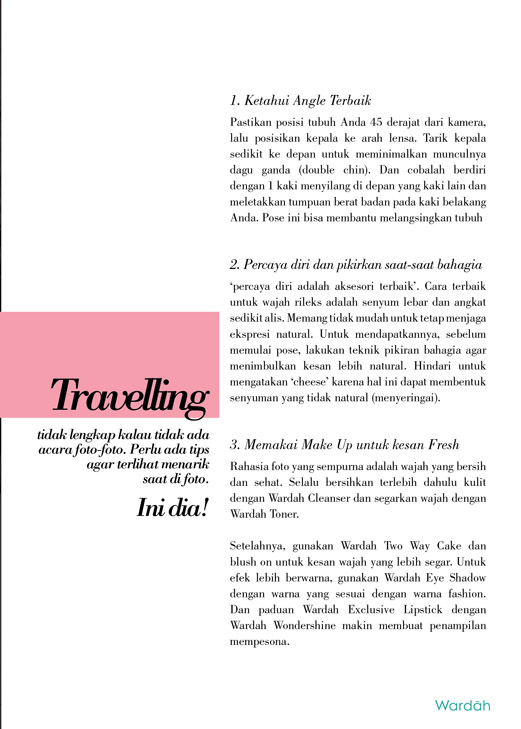 Travelling
tidak lengkap kalau tidak ada
acara foto-foto. Perlu ada tips
agar terlihat menarik
saat di foto.
Ini dia!
1. Ketahui Angle Terbaik
Pastikan posisi tubuh Anda 45 derajat dari kamera,
lalu posisikan kepala ke arah lensa. Tarik kepala
sedikit ke depan untuk meminimalkan munculnya
dagu ganda (double chin). Dan cobalah berdiri
dengan 1 kaki menyilang di depan yang kaki lain dan
meletakkan tumpuan berat badan pada kaki belakang
Anda. Pose ini bisa membantu melangsingkan tubuh
2. Percaya diri dan pikirkan saat-saat bahagia
‘percaya diri adalah aksesori terbaik’. Cara terbaik
untuk wajah rileks adalah senyum lebar dan angkat
sedikit alis. Memang tidak mudah untuk tetap menjaga
ekspresi natural. Untuk mendapatkannya, sebelum
memulai pose, lakukan teknik pikiran bahagia agar
menimbulkan kesan lebih natural. Hindari untuk
mengatakan ‘cheese’ karena hal ini dapat membentuk
senyuman yang tidak natural (menyeringai).
3. Memakai Make Up untuk kesan Fresh
Rahasia foto yang sempurna adalah wajah yang bersih
dan sehat. Selalu bersihkan terlebih dahulu kulit
dengan Wardah Cleanser dan segarkan wajah dengan
Wardah Toner.
Setelahnya, gunakan Wardah Two Way Cake dan
blush on untuk kesan wajah yang lebih segar. Untuk
efek lebih berwarna, gunakan Wardah Eye Shadow
dengan warna yang sesuai dengan warna fashion.
Dan paduan Wardah Exclusive Lipstick dengan
Wardah Wondershine makin membuat penampilan
mempesona.
Wardāh